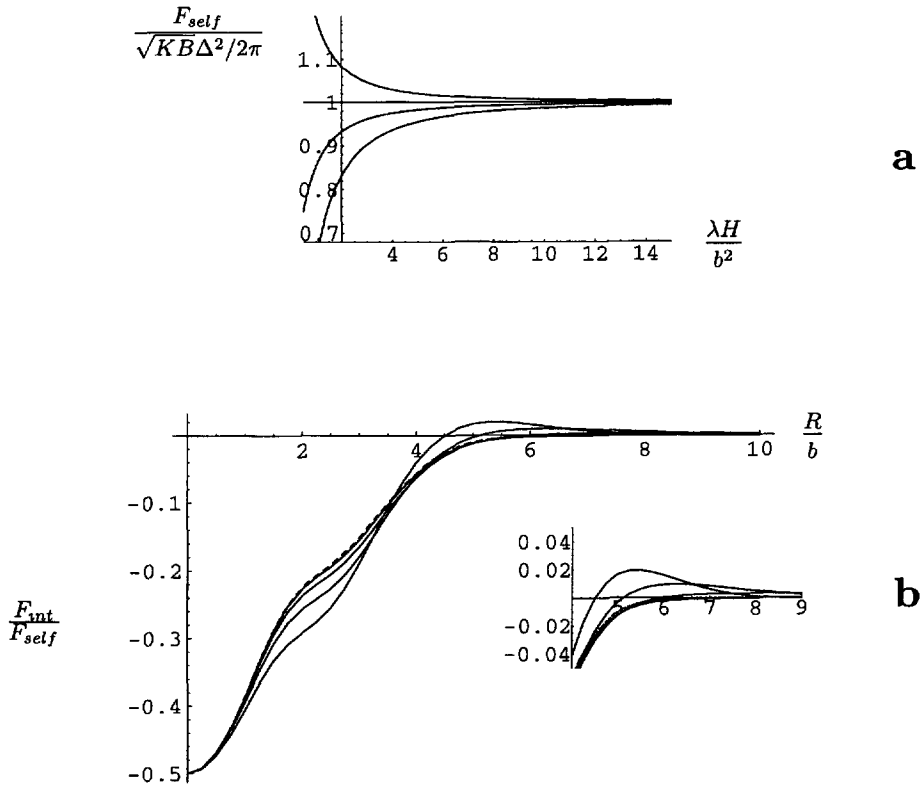 F_self
√KBΔ²/2π
1.1
1
0.9
0.8
0.7
4 6 8 10 12 14
λH
b²
a
R
b
2 4 6 8 10
-0.1
-0.2
-0.3
-0.4
-0.5
F_int
F_self
0.04
0.02
-0.02
-0.04
5 6 7 8 9
b